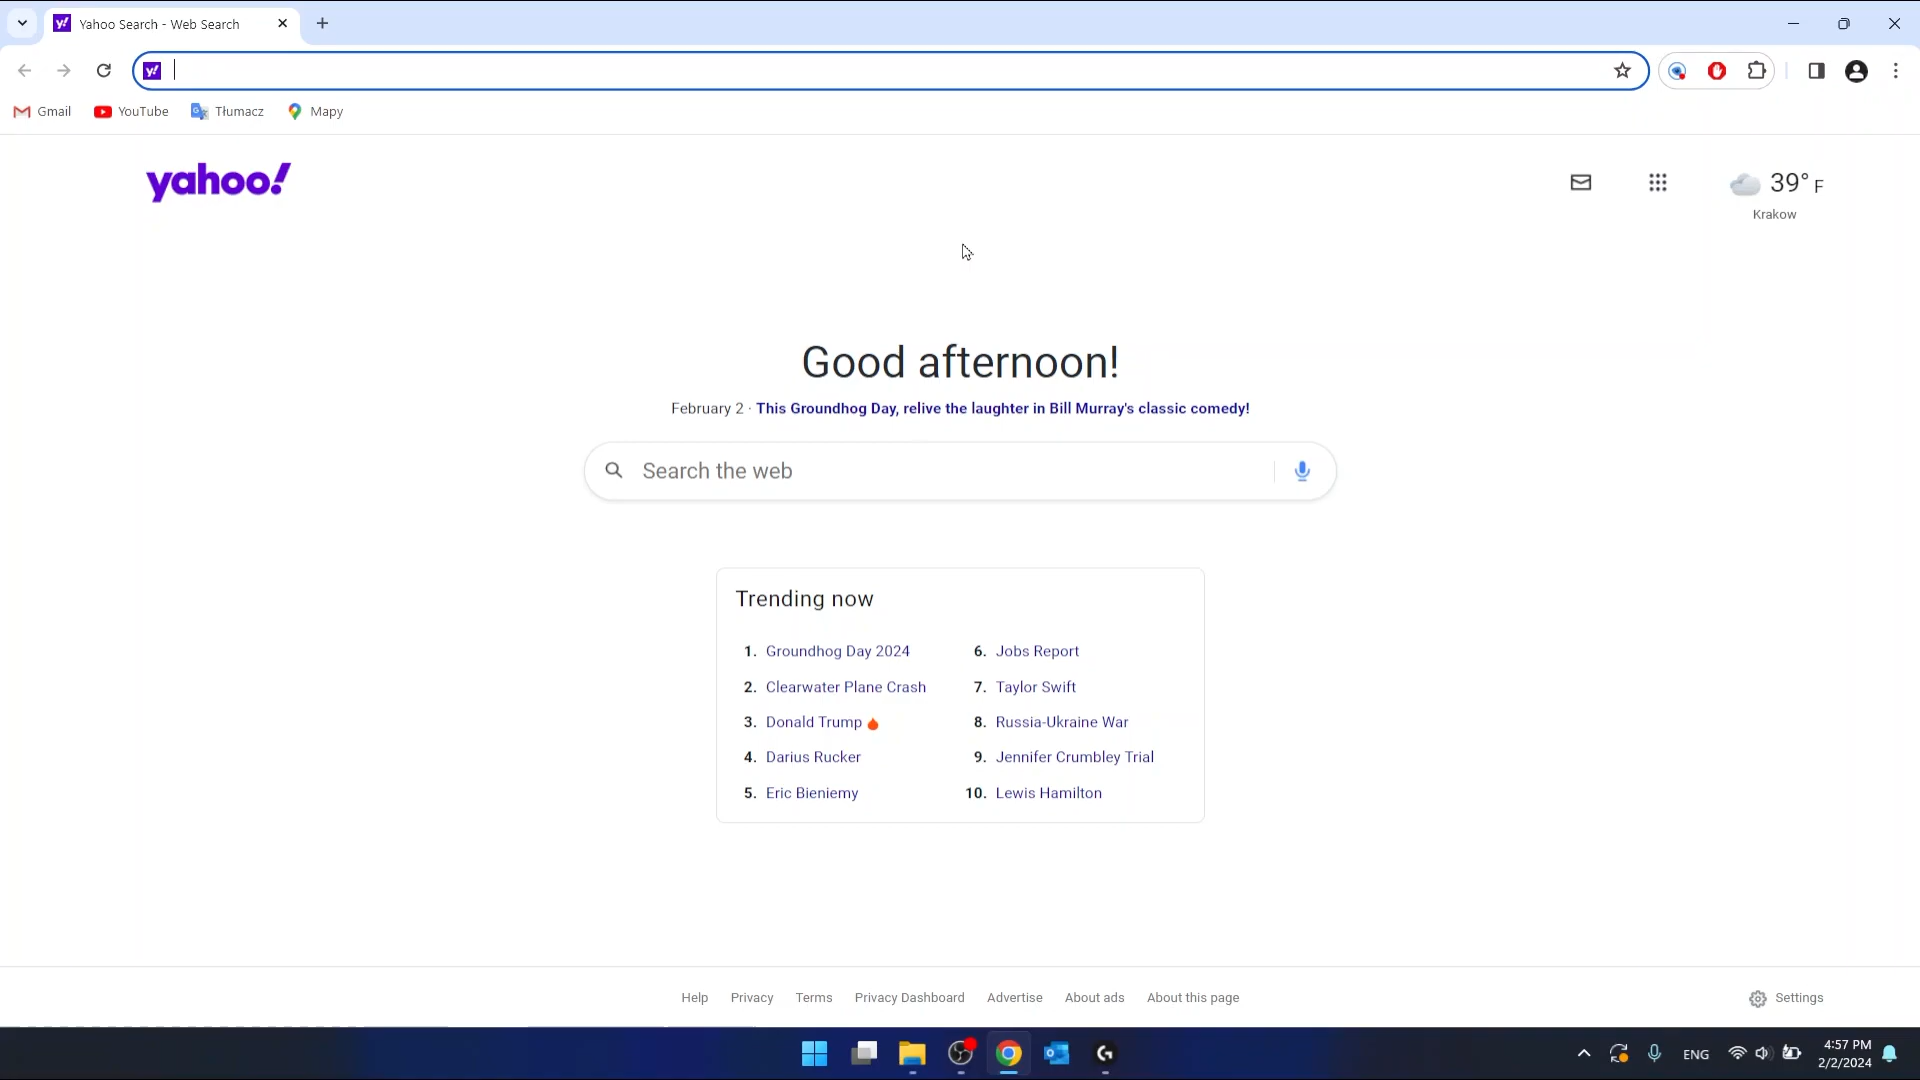 Yahoo Search - Web Search
Gmail
YouTube
Tłumacz
Mapy
yahoo!
39° F
Krakow
Good afternoon!
February 2 · This Groundhog Day, relive the laughter in Bill Murray's classic comedy!
Search the web
Trending now
1. Groundhog Day 2024
2. Clearwater Plane Crash
3. Donald Trump
4. Darius Rucker
5. Eric Bieniemy
6. Jobs Report
7. Taylor Swift
8. Russia-Ukraine War
9. Jennifer Crumbley Trial
10. Lewis Hamilton
Help
Privacy
Terms
Privacy Dashboard
Advertise
About ads
About this page
Settings
ENG
4:57 PM
2/2/2024